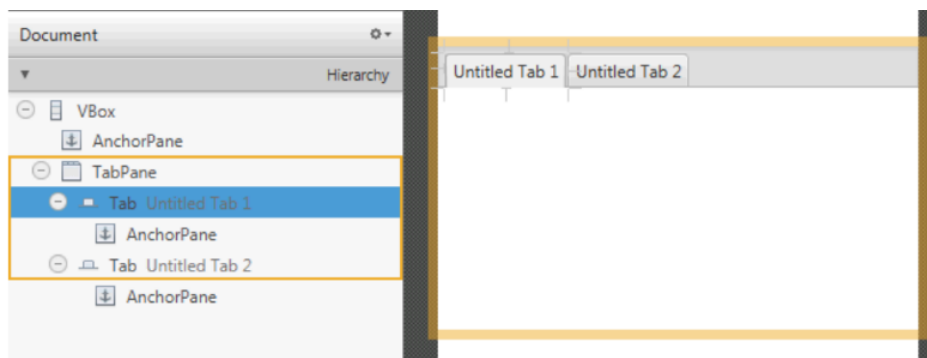 Document
Hierarchy
VBox
AnchorPane
TabPane
Tab Untitled Tab 1
AnchorPane
Tab Untitled Tab 2
AnchorPane
Untitled Tab 1 Untitled Tab 2